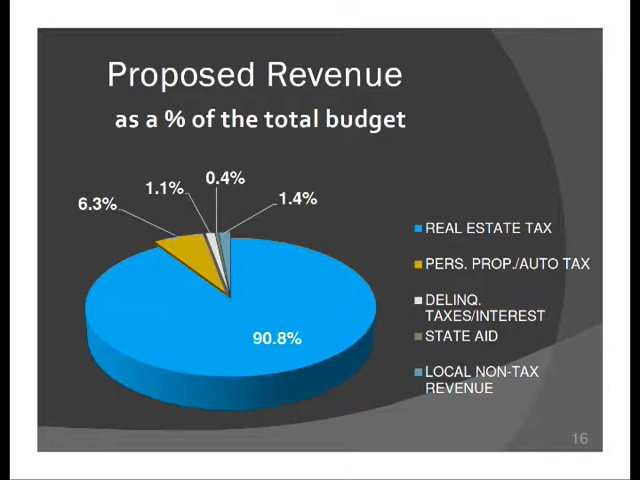 Proposed Revenue
as a % of the total budget
6.3%
1.1%
0.4%
1.4%
90.8%
REAL ESTATE TAX
PERS. PROP./AUTO TAX
DELINQ.
TAXES/INTEREST
STATE AID
LOCAL NON-TAX
REVENUE
16